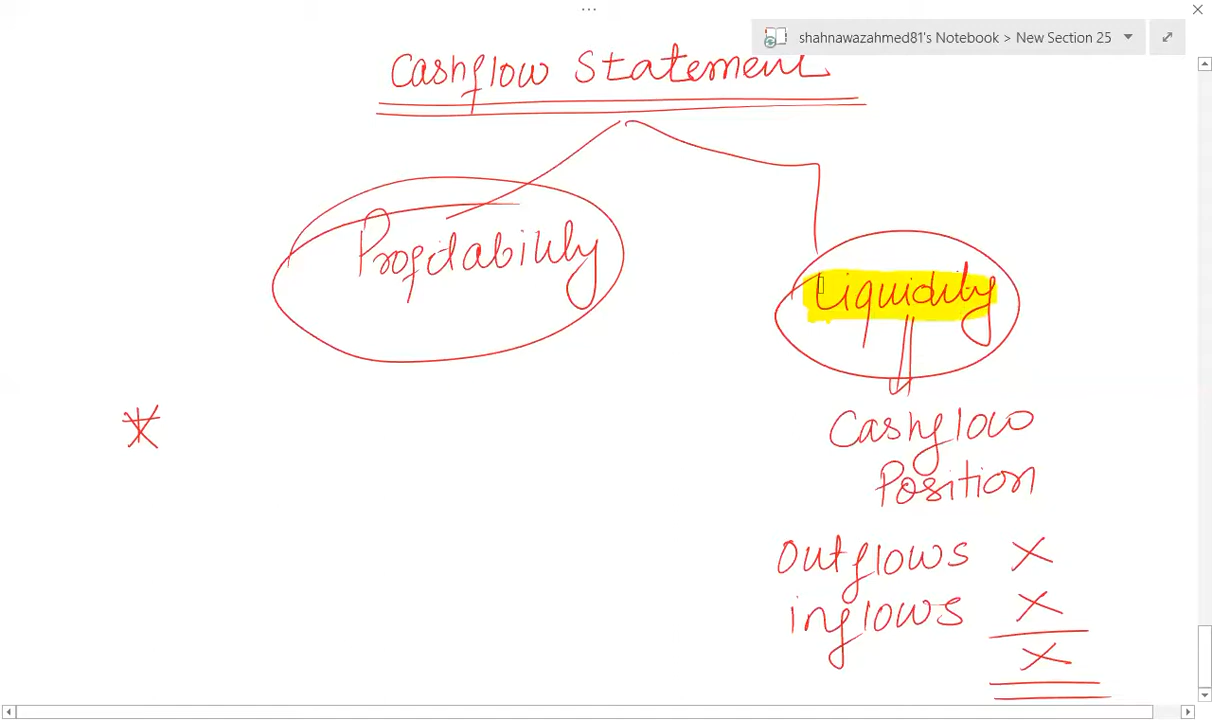 shahnawazahmed81's Notebook > New Section 25
Cashflow Statement
Profitability
Liquidity
Cashflow
Position
Outflows X
inflows X
X